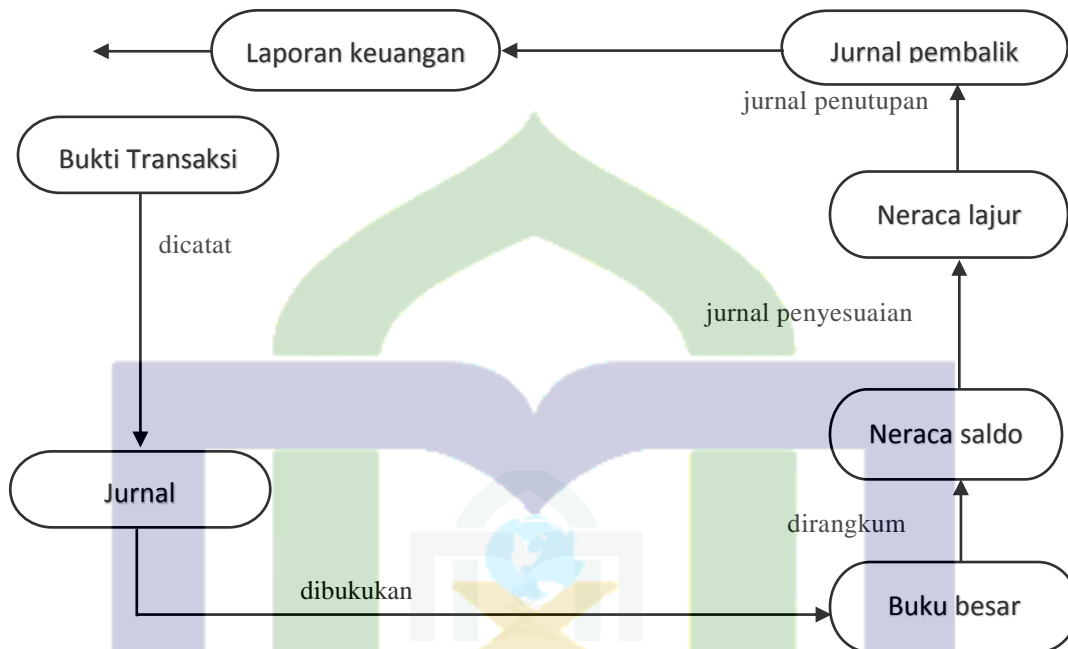 Laporan keuangan
Jurnal pembalik
jurnal penutupan
Bukti Transaksi
Neraca lajur
dicatat
jurnal penyesuaian
Neraca saldo
Jurnal
dirangkum
dibukukan
Buku besar